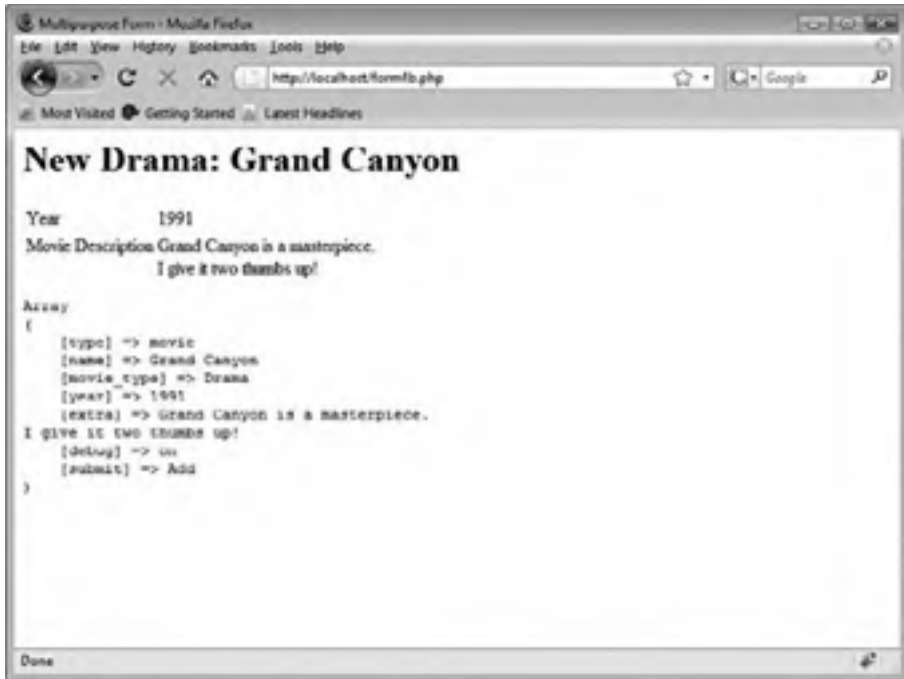 Multipurpose Form - Mozilla Firefox
File Edit View History Bookmarks Tools Help
http://localhost/form4b.php
Google
Most Visited Getting Started Latest Headlines
New Drama: Grand Canyon
Year 1991
Movie Description Grand Canyon is a masterpiece.
I give it two thumbs up!
Array
(
[type] => movie
[name] => Grand Canyon
[movie_type] => Drama
[year] => 1991
[extra] => Grand Canyon is a masterpiece.
I give it two thumbs up!
[debug] => on
[submit] => Add
)
Done